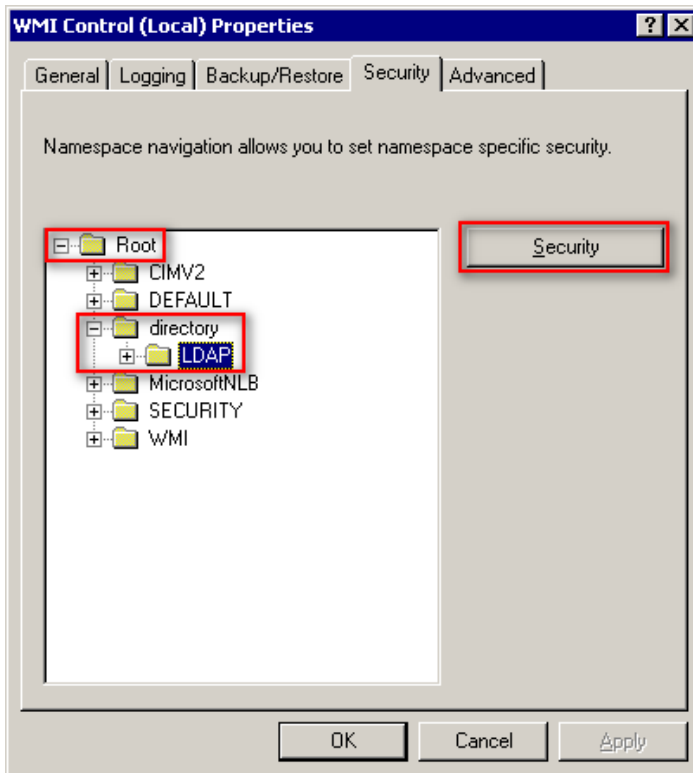 WMI Control (Local) Properties
General Logging Backup/Restore Security Advanced
Namespace navigation allows you to set namespace specific security.
Root
Security
CIMV2
DEFAULT
directory
LDAP
MicrosoftNLB
SECURITY
WMI
OK Cancel Apply